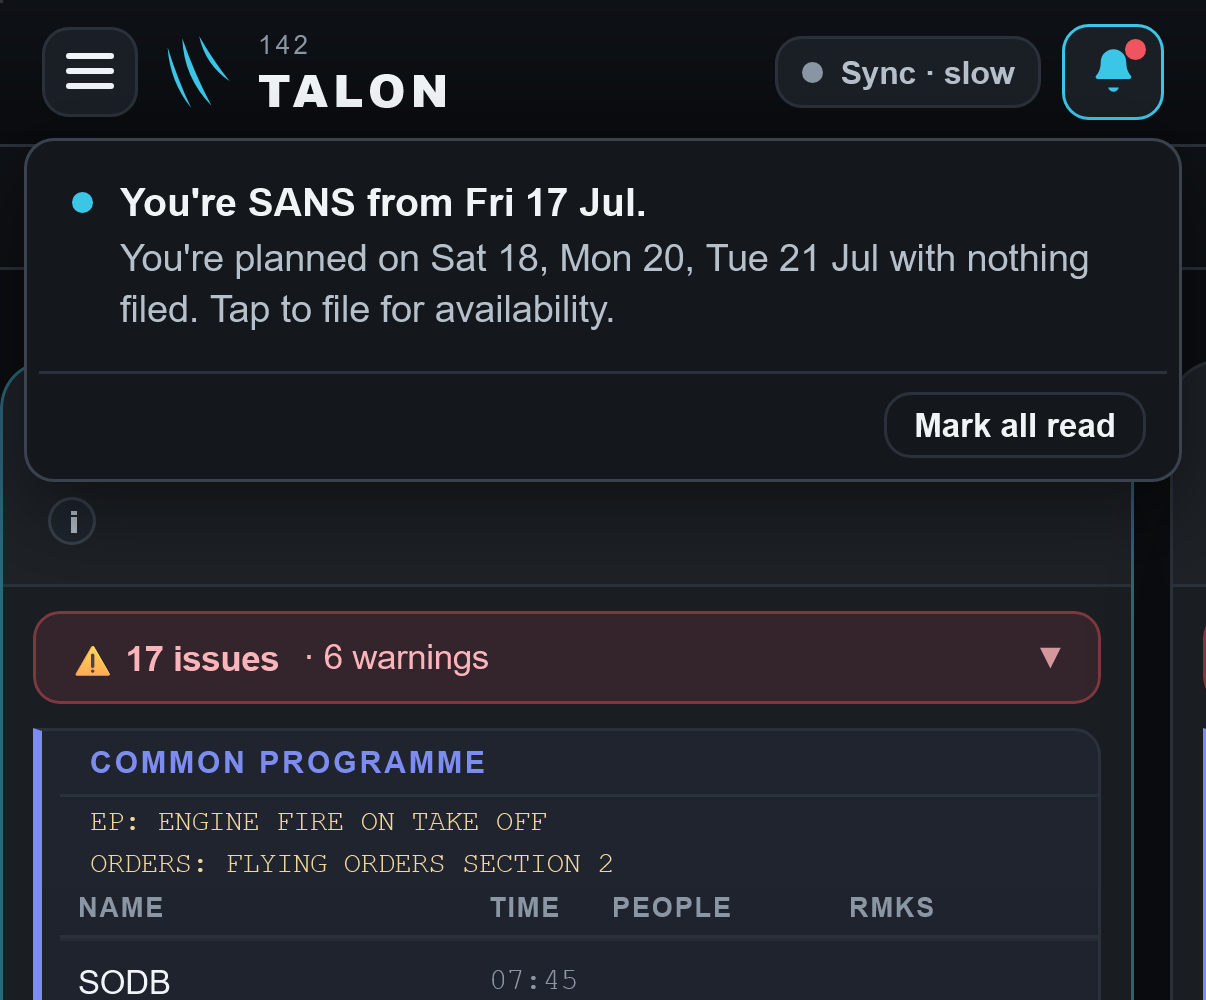 142
TALON
Sync · slow
You're SANS from Fri 17 Jul.
You're planned on Sat 18, Mon 20, Tue 21 Jul with nothing
filed. Tap to file for availability.
Mark all read
i
17 issues · 6 warnings
COMMON PROGRAMME
EP: ENGINE FIRE ON TAKE OFF
ORDERS: FLYING ORDERS SECTION 2
NAME TIME PEOPLE RMKS
SODB 07:45